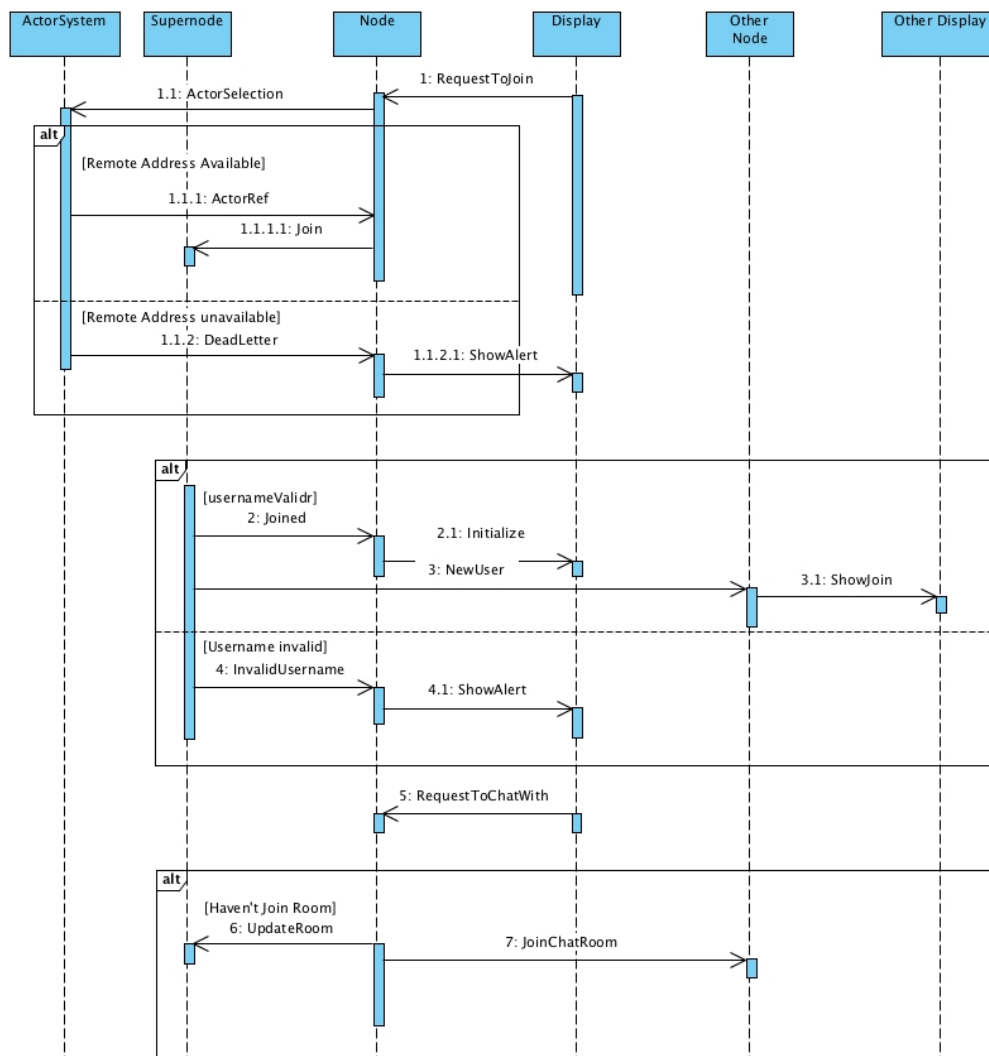 ActorSystem
Supernode
Node
Display
Other
Node
Other Display
1: RequestToJoin
1.1: ActorSelection
alt
[Remote Address Available]
1.1.1: ActorRef
1.1.1.1: Join
[Remote Address unavailable]
1.1.2: DeadLetter
1.1.2.1: ShowAlert
alt
[usernameValidr]
2: Joined
2.1: Initialize
3: NewUser
3.1: ShowJoin
[Username invalid]
4: InvalidUsername
4.1: ShowAlert
5: RequestToChatWith
alt
[Haven't Join Room]
6: UpdateRoom
7: JoinChatRoom